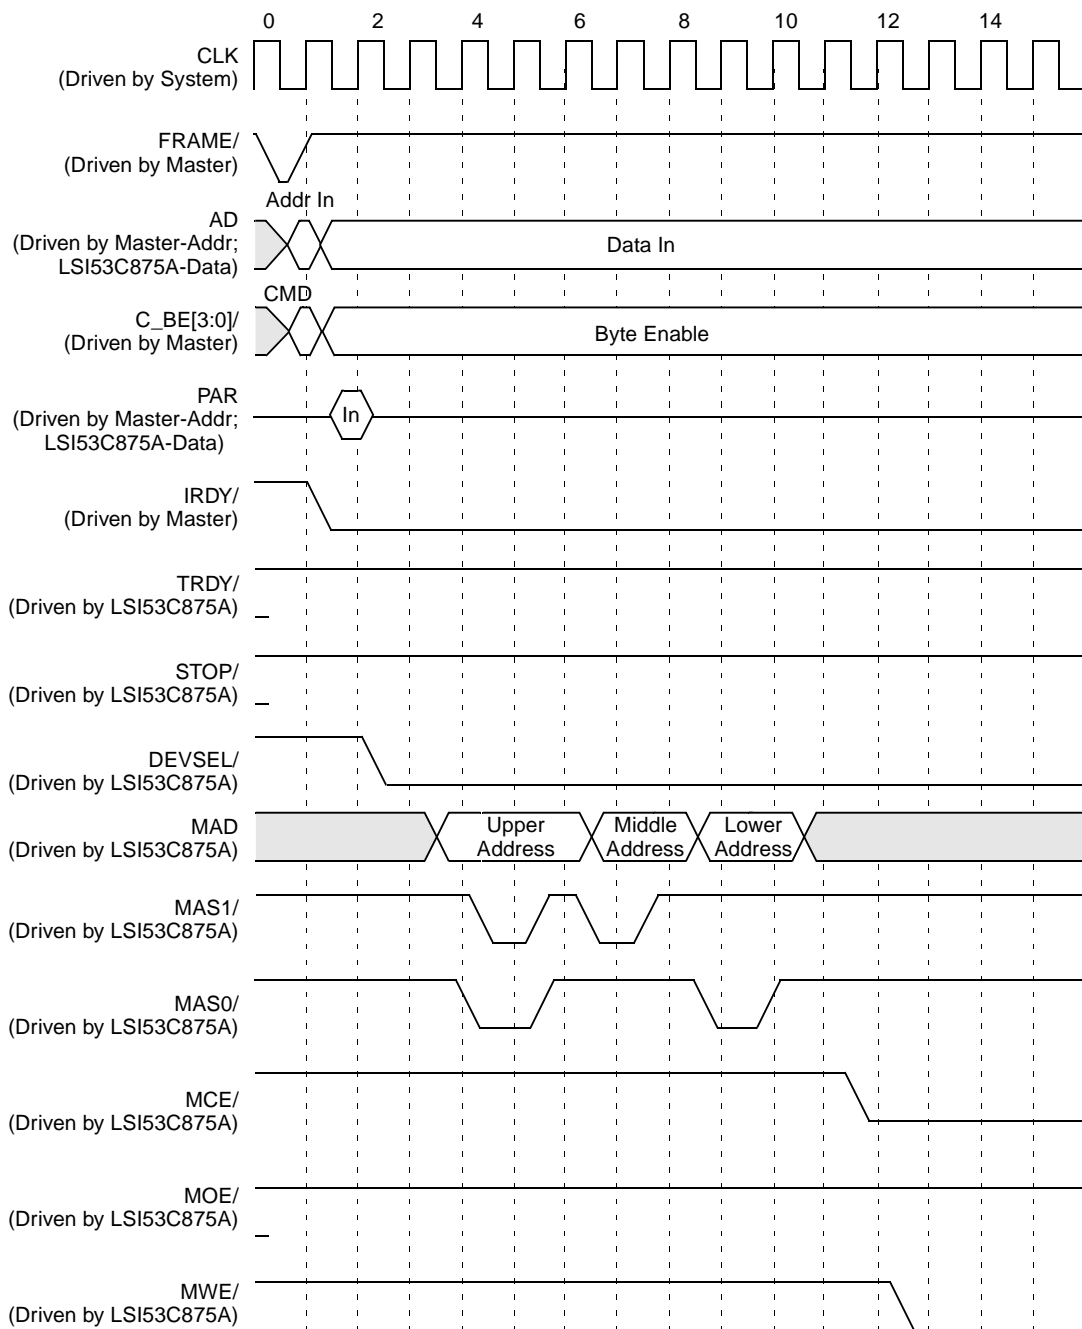 0 2 4 6 8 10 12 14
CLK
(Driven by System)
FRAME/
(Driven by Master)
Addr In
AD
(Driven by Master-Addr;
LSI53C875A-Data)
Data In
CMD
C_BE[3:0]/
(Driven by Master)
Byte Enable
PAR
(Driven by Master-Addr;
LSI53C875A-Data)
In
IRDY/
(Driven by Master)
TRDY/
(Driven by LSI53C875A)
STOP/
(Driven by LSI53C875A)
DEVSEL/
(Driven by LSI53C875A)
MAD
(Driven by LSI53C875A)
Upper
Address
Middle
Address
Lower
Address
MAS1/
(Driven by LSI53C875A)
MAS0/
(Driven by LSI53C875A)
MCE/
(Driven by LSI53C875A)
MOE/
(Driven by LSI53C875A)
MWE/
(Driven by LSI53C875A)